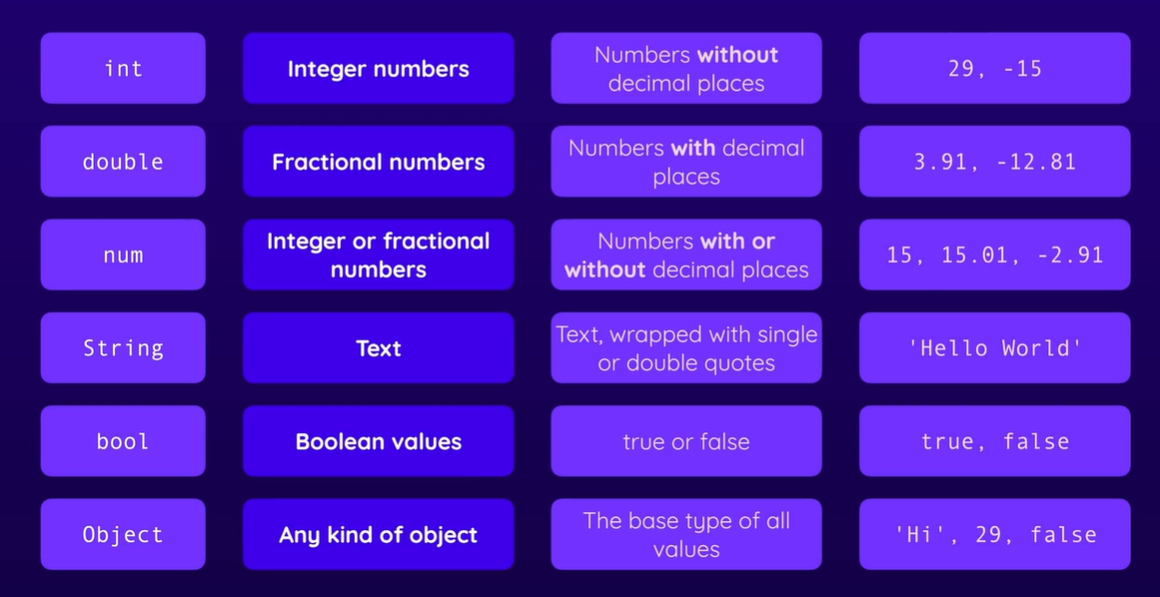 int
Integer numbers
Numbers without
decimal places
29, -15
double
Fractional numbers
Numbers with decimal
places
3.91, -12.81
num
Integer or fractional
numbers
Numbers with or
without decimal places
15, 15.01, -2.91
String
Text
Text, wrapped with single
or double quotes
'Hello World'
bool
Boolean values
true or false
true, false
Object
Any kind of object
The base type of all
values
'Hi', 29, false